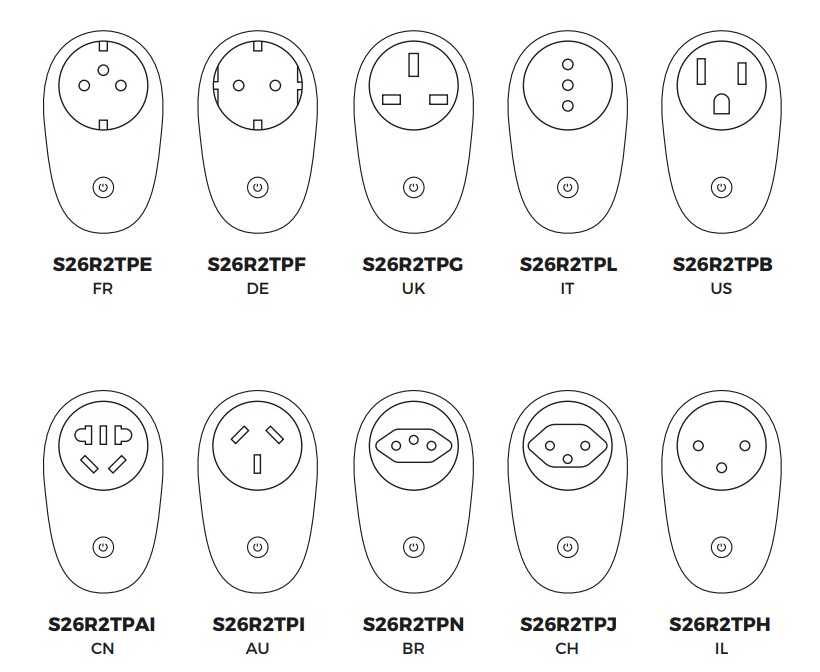 S26R2TPE S26R2TPF S26R2TPG S26R2TPL S26R2TPB
FR DE UK IT US
S26R2TPAI S26R2TPI S26R2TPN S26R2TPJ S26R2TPH
CN AU BR CH IL